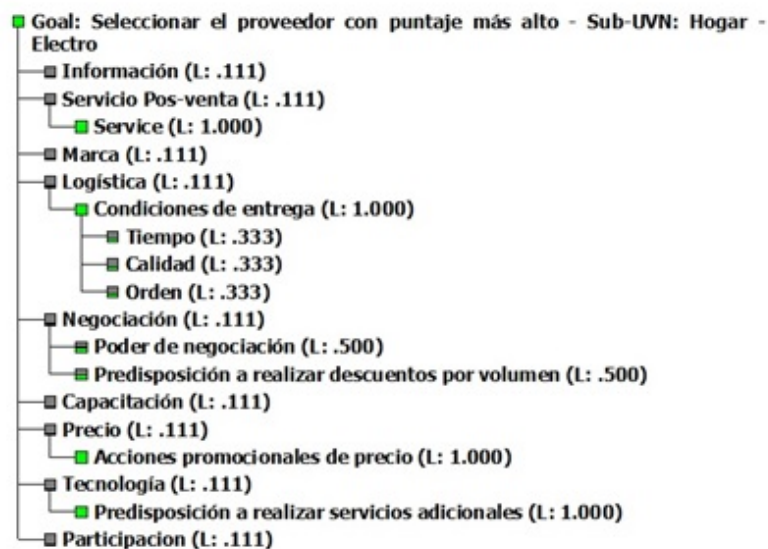 Goal: Seleccionar el proveedor con puntaje más alto - Sub-UVN: Hogar -
Electro
Información (L: .111)
Servicio Pos-venta (L: .111)
Service (L: 1.000)
Marca (L: .111)
Logística (L: .111)
Condiciones de entrega (L: 1.000)
Tiempo (L: .333)
Calidad (L: .333)
Orden (L: .333)
Negociación (L: .111)
Poder de negociación (L: .500)
Predisposición a realizar descuentos por volumen (L: .500)
Capacitación (L: .111)
Precio (L: .111)
Acciones promocionales de precio (L: 1.000)
Tecnología (L: .111)
Predisposición a realizar servicios adicionales (L: 1.000)
Participacion (L: .111)